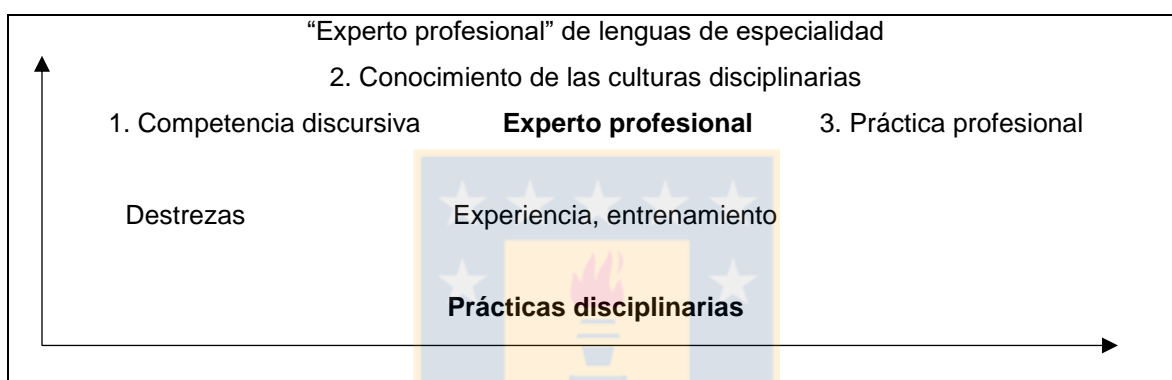 “Experto profesional” de lenguas de especialidad
2. Conocimiento de las culturas disciplinarias
1. Competencia discursiva Experto profesional 3. Práctica profesional
Destrezas Experiencia, entrenamiento
Prácticas disciplinarias